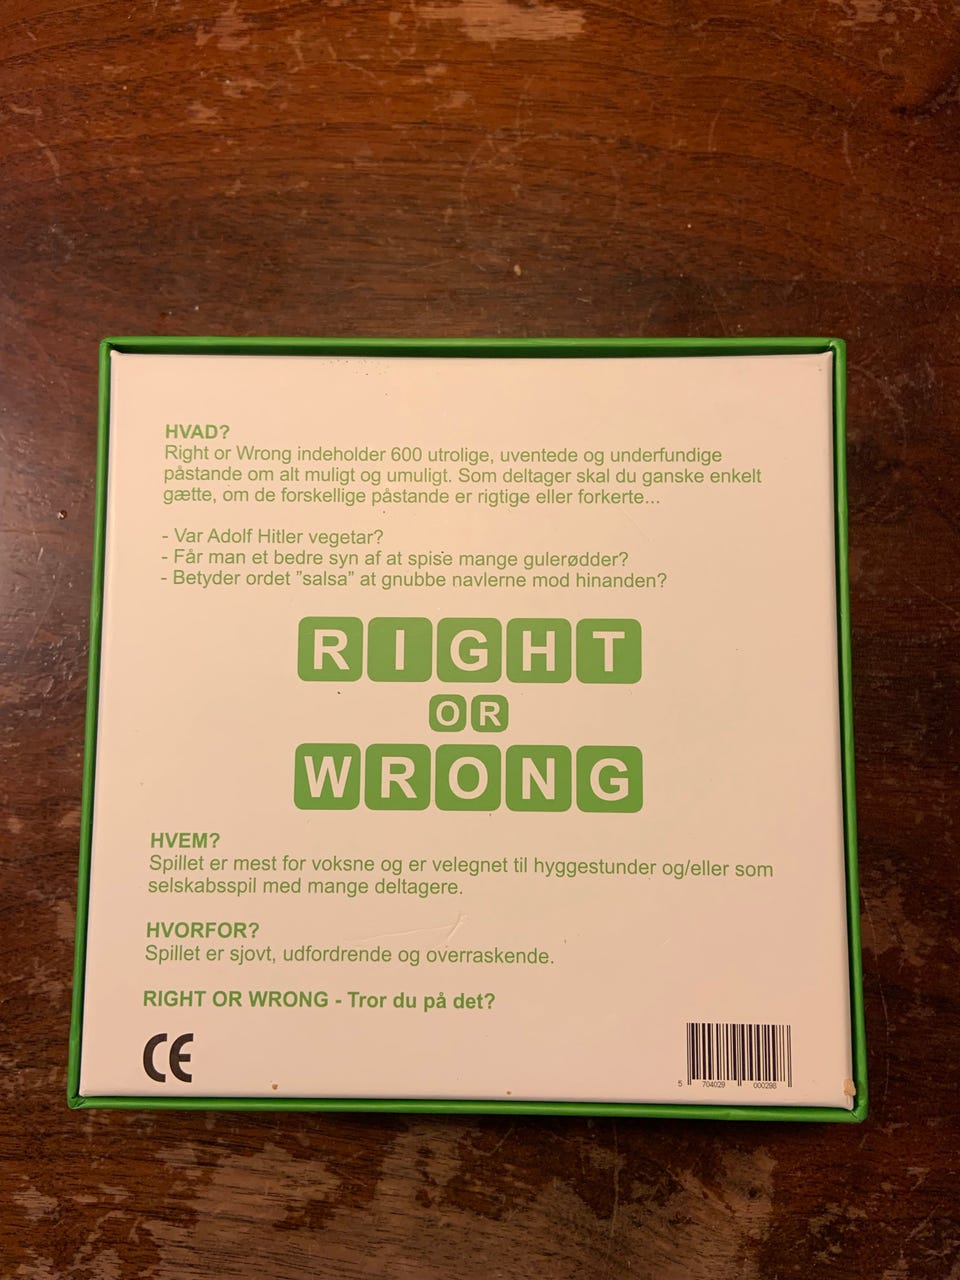 HVAD?
Right or Wrong indeholder 600 utrolige, uventede og underfundige
påstande om alt muligt og umuligt. Som deltager skal du ganske enkelt
gætte, om de forskellige påstande er rigtige eller forkerte...
- Var Adolf Hitler vegetar?
- Får man et bedre syn af at spise mange gulerødder?
- Betyder ordet ”salsa” at gnubbe navlerne mod hinanden?
RIGHT
OR
WRONG
HVEM?
Spillet er mest for voksne og er velegnet til hyggestunder og/eller som
selskabsspil med mange deltagere.
HVORFOR?
Spillet er sjovt, udfordrende og overraskende.
RIGHT OR WRONG - Tror du på det?
CE
5 704029 000298